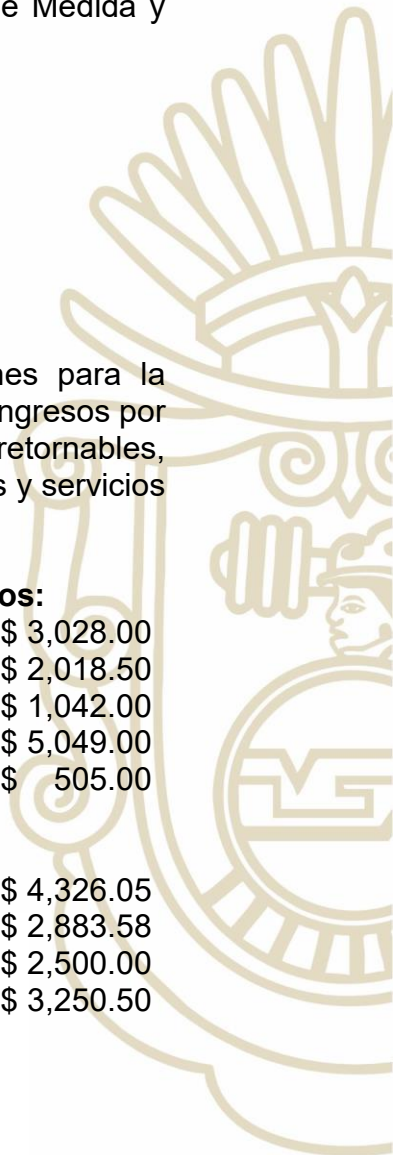 e Medida y
nes para la
ngresos por
retornables,
s y servicios
os:
$ 3,028.00
$ 2,018.50
$ 1,042.00
$ 5,049.00
$ 505.00
$ 4,326.05
$ 2,883.58
$ 2,500.00
$ 3,250.50